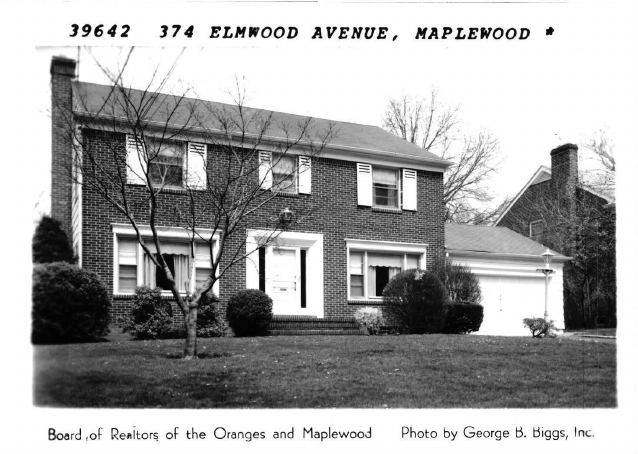 39642 374 ELMWOOD AVENUE, MAPLEWOOD *
Board of Realtors of the Oranges and Maplewood Photo by George B. Biggs, Inc.